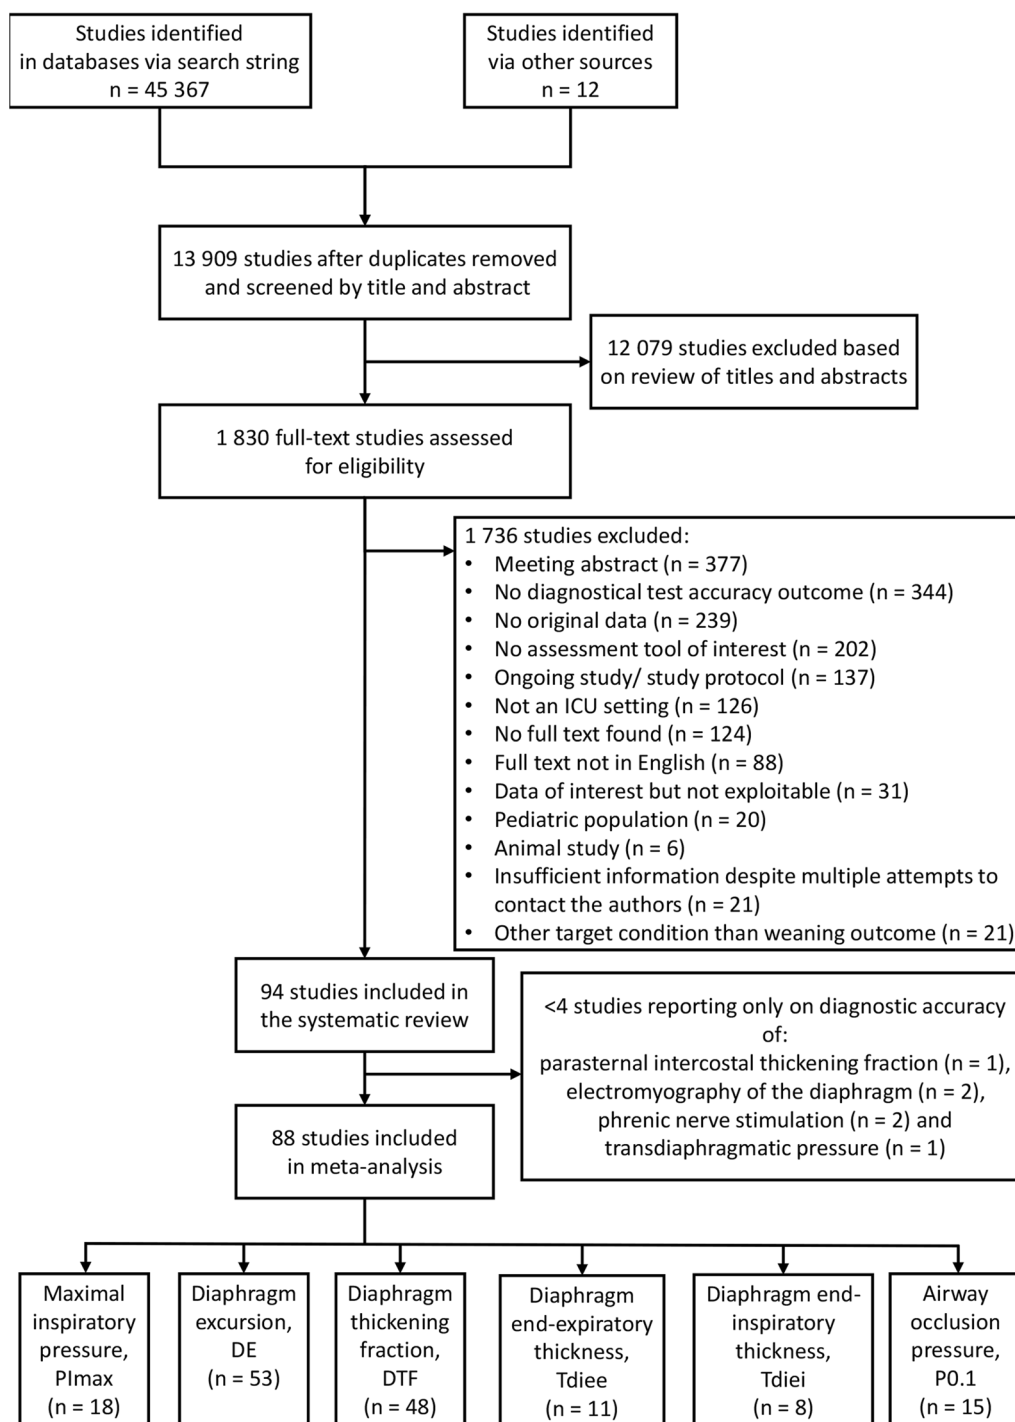 Studies identified
in databases via search string
n = 45 367
Studies identified
via other sources
n = 12
13 909 studies after duplicates removed
and screened by title and abstract
12 079 studies excluded based
on review of titles and abstracts
1 830 full-text studies assessed
for eligibility
1 736 studies excluded:
• Meeting abstract (n = 377)
• No diagnostical test accuracy outcome (n = 344)
• No original data (n = 239)
• No assessment tool of interest (n = 202)
• Ongoing study/ study protocol (n = 137)
• Not an ICU setting (n = 126)
• No full text found (n = 124)
• Full text not in English (n = 88)
• Data of interest but not exploitable (n = 31)
• Pediatric population (n = 20)
• Animal study (n = 6)
• Insufficient information despite multiple attempts to
contact the authors (n = 21)
• Other target condition than weaning outcome (n = 21)
94 studies included in
the systematic review
<4 studies reporting only on diagnostic accuracy
of:
parasternal intercostal thickening fraction (n = 1),
electromyography of the diaphragm (n = 2),
phrenic nerve stimulation (n = 2) and
transdiaphragmatic pressure (n = 1)
88 studies included
in meta-analysis
Maximal
inspiratory
pressure,
PImax
(n = 18)
Diaphragm
excursion,
DE
(n = 53)
Diaphragm
thickening
fraction,
DTF
(n = 48)
Diaphragm
end-expiratory
thickness,
Tdiee
(n = 11)
Diaphragm end-
inspiratory
thickness,
Tdiei
(n = 8)
Airway
occlusion
pressure,
P0.1
(n = 15)